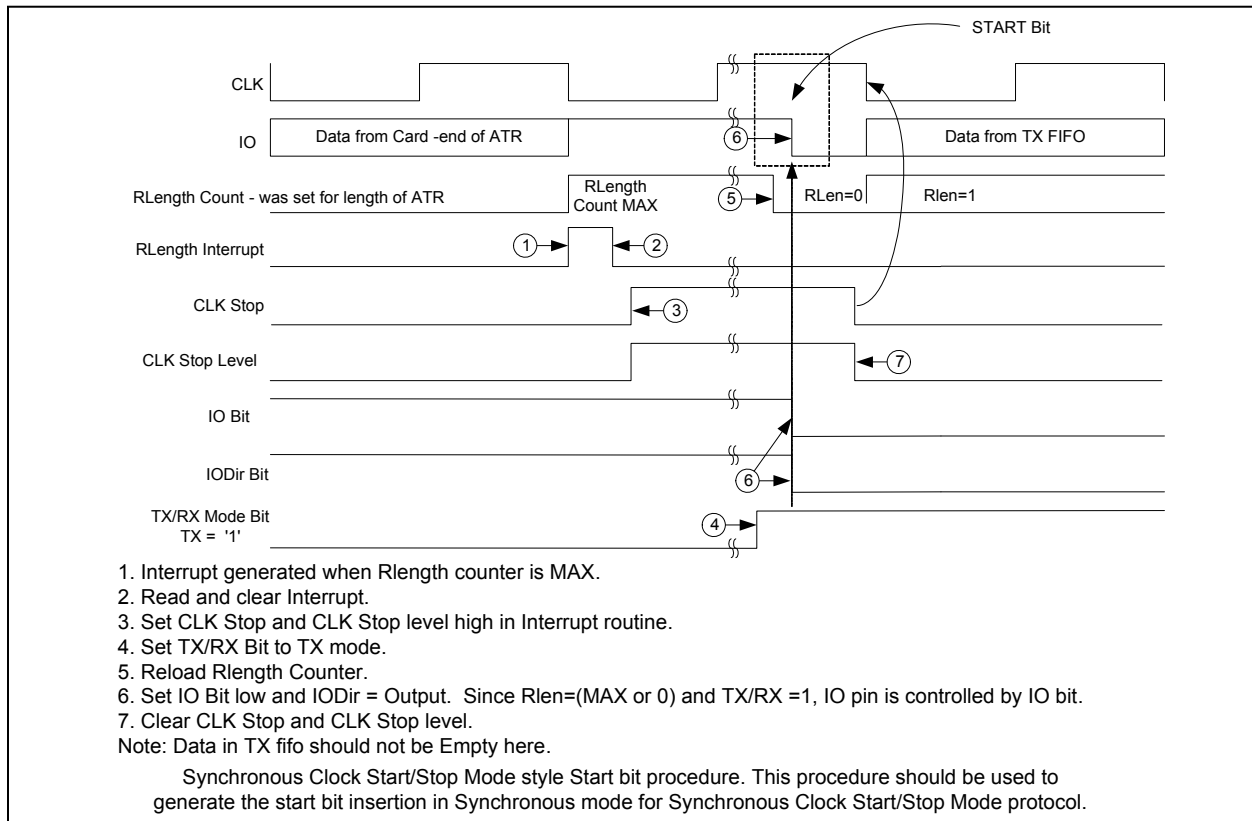 START Bit
CLK
IO
Data from Card -end of ATR
6
Data from TX FIFO
RLength Count - was set for length of ATR
RLength
Count MAX
5
RLen=0
Rlen=1
RLength Interrupt
1
2
CLK Stop
3
CLK Stop Level
7
IO Bit
IODir Bit
6
TX/RX Mode Bit
TX = '1'
4
1. Interrupt generated when Rlength counter is MAX.
2. Read and clear Interrupt.
3. Set CLK Stop and CLK Stop level high in Interrupt routine.
4. Set TX/RX Bit to TX mode.
5. Reload Rlength Counter.
6. Set IO Bit low and IODir = Output. Since Rlen=(MAX or 0) and TX/RX =1, IO pin is controlled by IO bit.
7. Clear CLK Stop and CLK Stop level.
Note: Data in TX fifo should not be Empty here.
Synchronous Clock Start/Stop Mode style Start bit procedure. This procedure should be used to
generate the start bit insertion in Synchronous mode for Synchronous Clock Start/Stop Mode protocol.